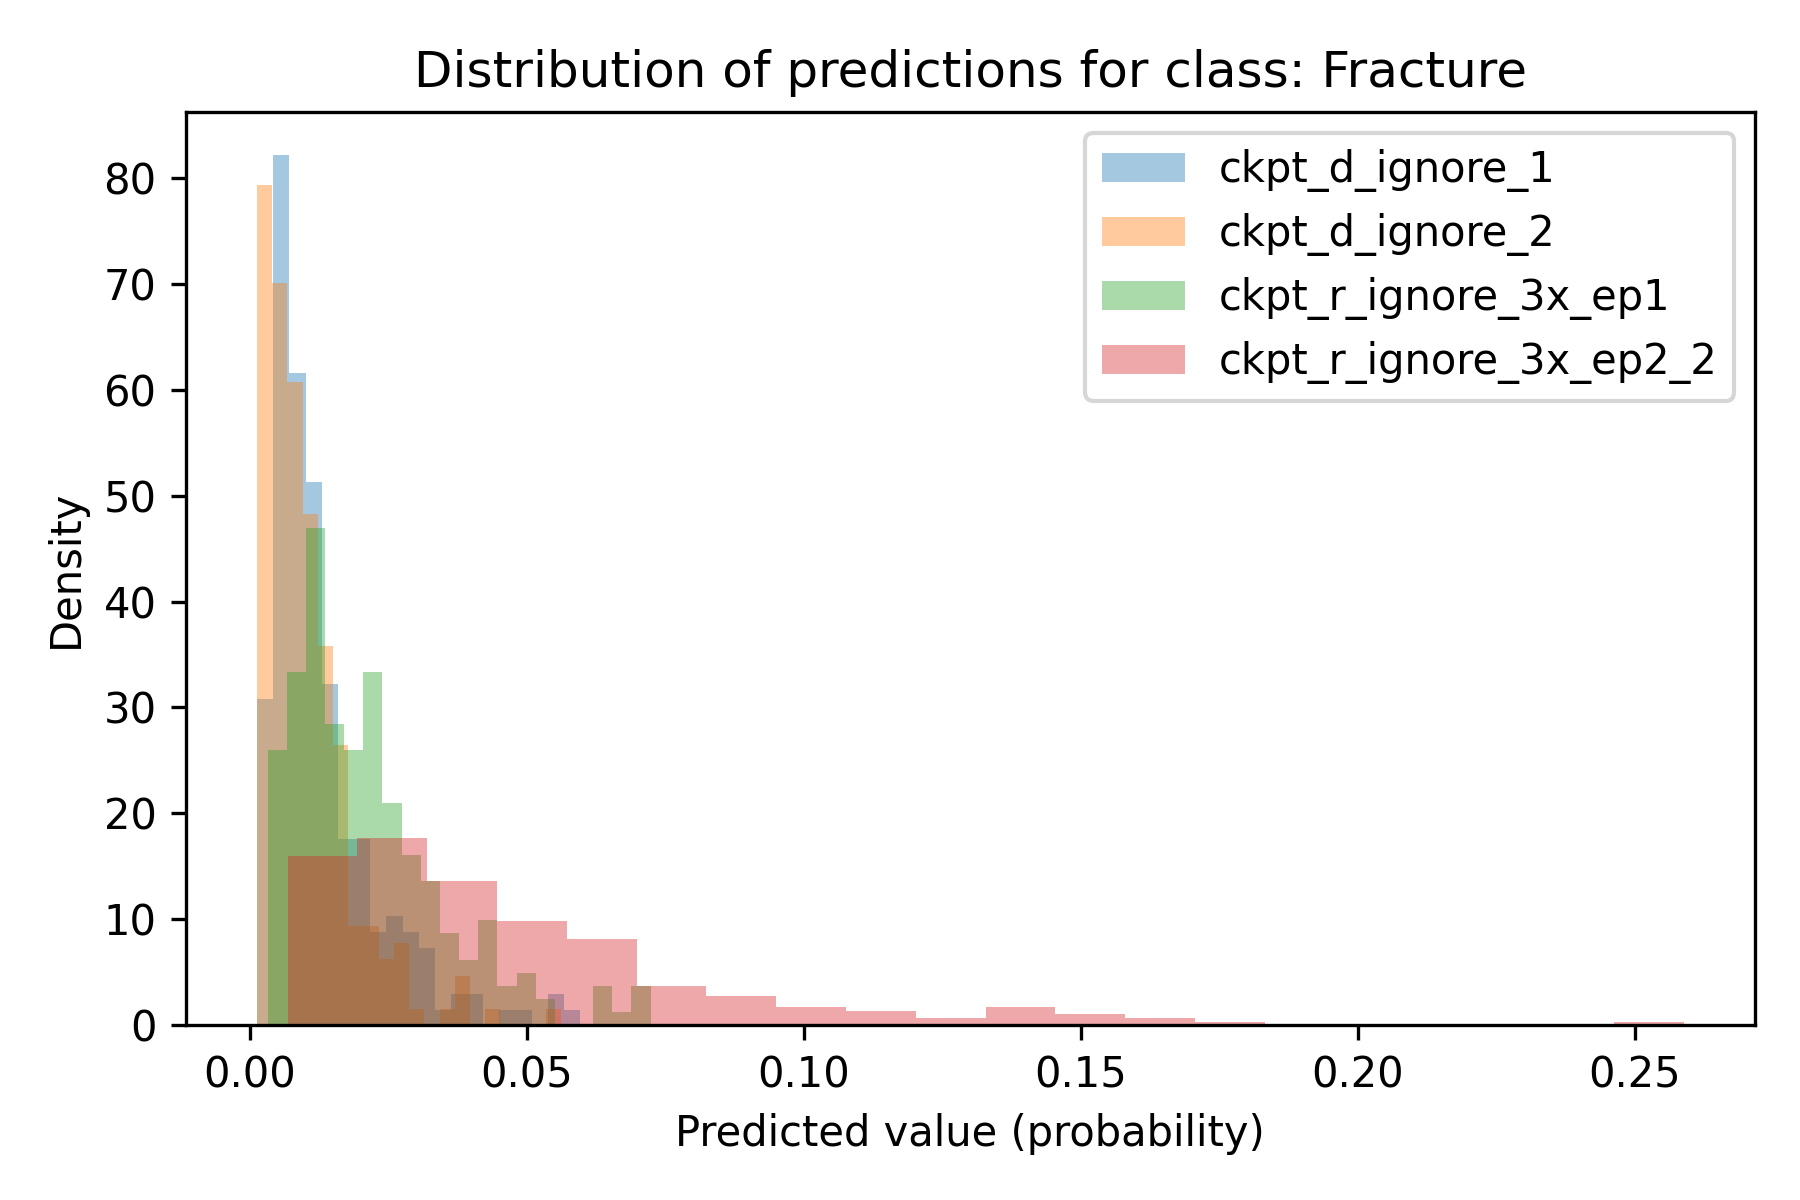 Distribution of predictions for class: Fracture
ckpt_d_ignore_1
ckpt_d_ignore_2
ckpt_r_ignore_3x_ep1
ckpt_r_ignore_3x_ep2_2
80
70
60
50
40
30
20
10
0
Density
0.00 0.05 0.10 0.15 0.20 0.25
Predicted value (probability)